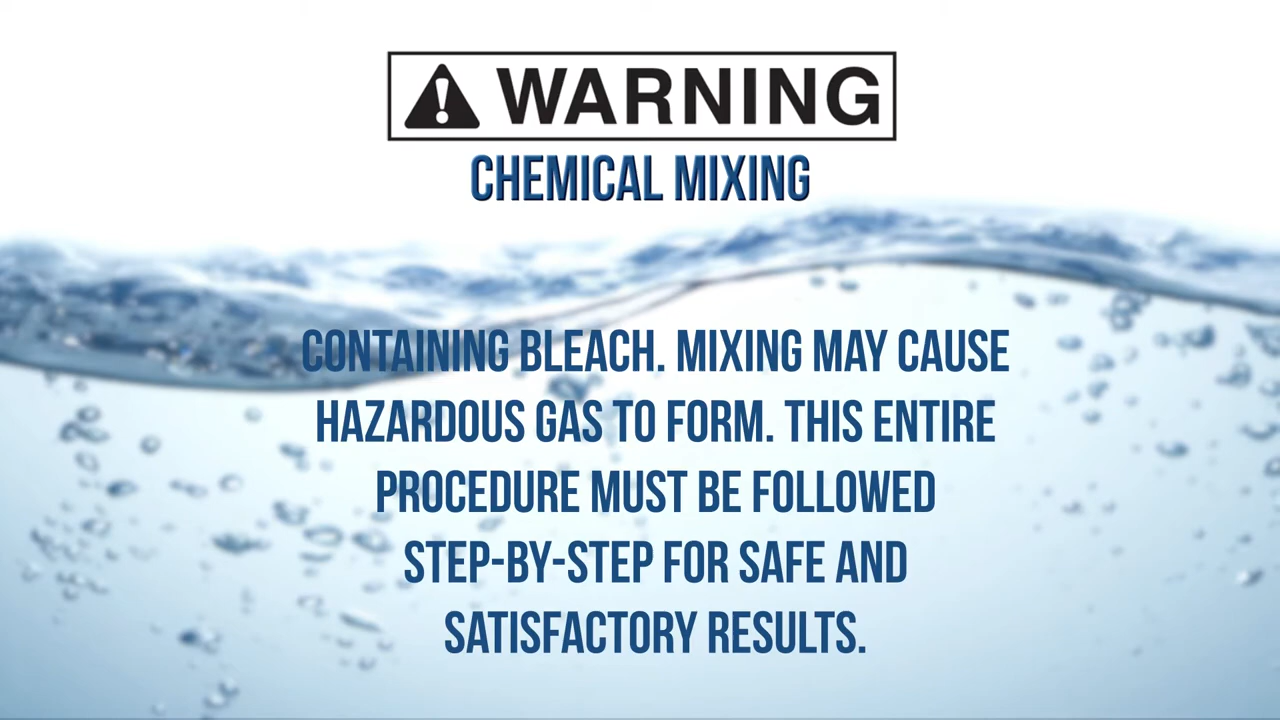 WARNING
CHEMICAL MIXING
CONTAINING BLEACH. MIXING MAY CAUSE
HAZARDOUS GAS TO FORM. THIS ENTIRE
PROCEDURE MUST BE FOLLOWED
STEP-BY-STEP FOR SAFE AND
SATISFACTORY RESULTS.